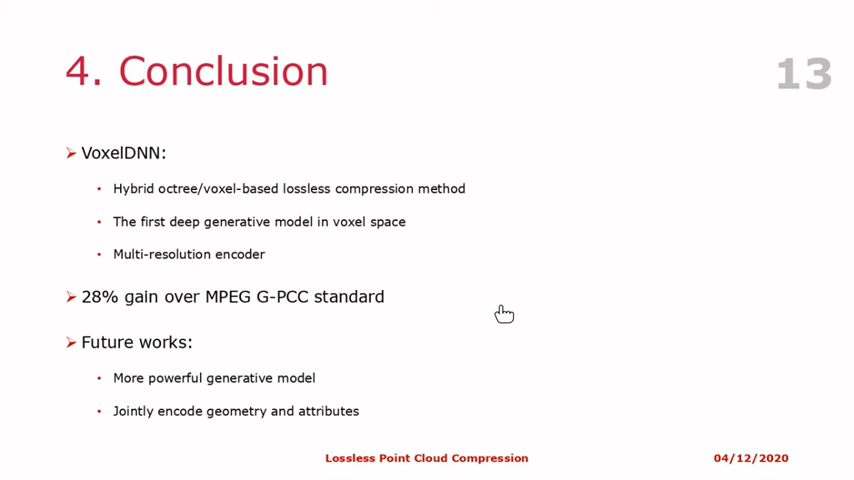 4. Conclusion
13
VoxelDNN:
Hybrid octree/voxel-based lossless compression method
The first deep generative model in voxel space
Multi-resolution encoder
28% gain over MPEG G-PCC standard
Future works:
More powerful generative model
Jointly encode geometry and attributes
Lossless Point Cloud Compression
04/12/2020